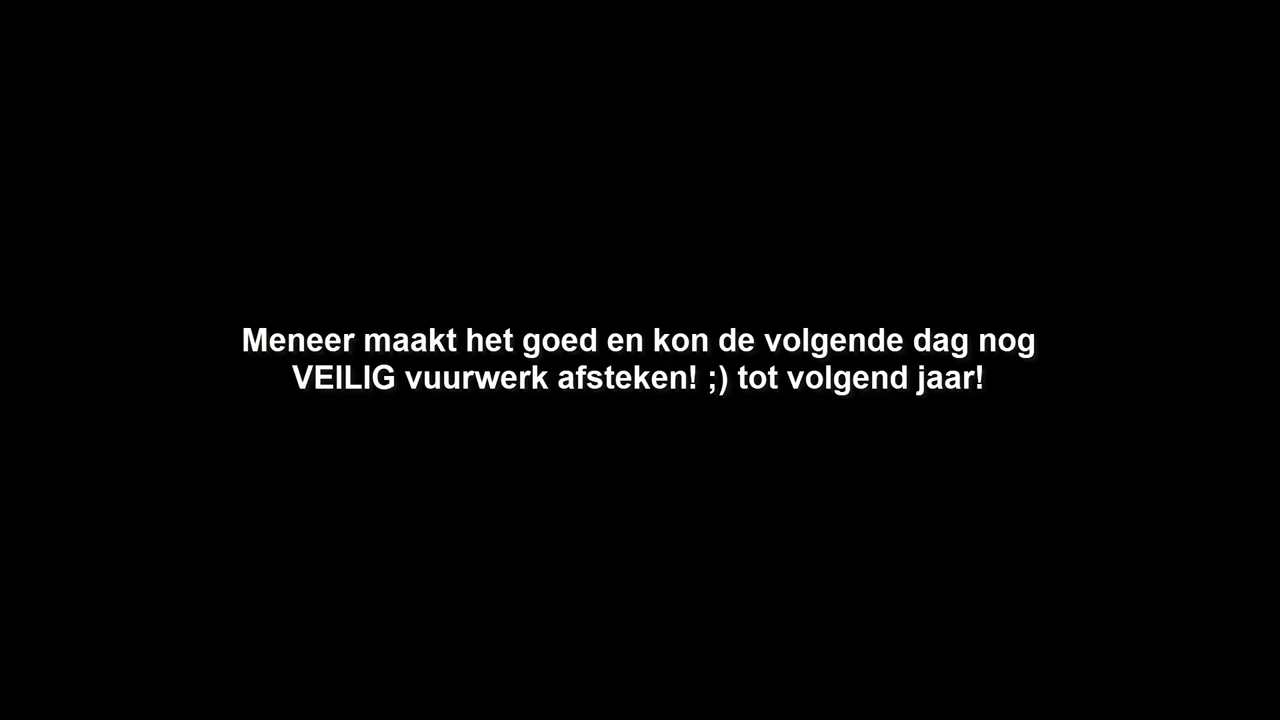 Meneer maakt het goed en kon de volgende dag nog
VEILIG vuurwerk afsteken! ;) tot volgend jaar!